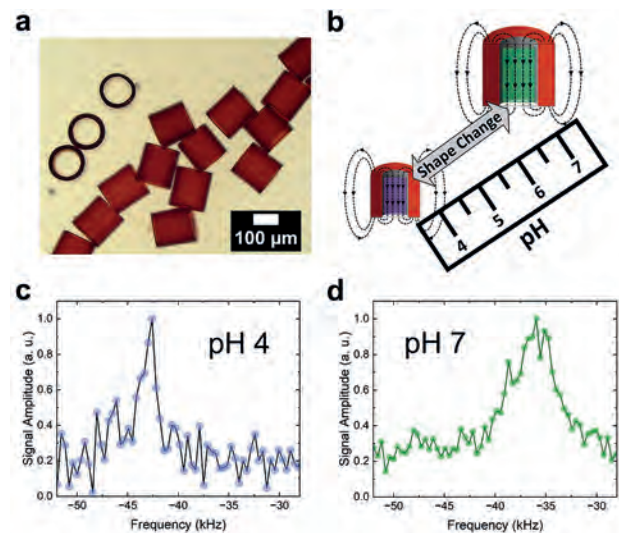 a
100 µm
b
Shape Change
4 5 6 7
pH
c
pH 4
Signal Amplitude (a. u.)
1.0
0.8
0.6
0.4
0.2
0.0
−50 −45 −40 −35 −30
Frequency (kHz)
d
pH 7
Signal Amplitude (a. u.)
1.0
0.8
0.6
0.4
0.2
0.0
−50 −45 −40 −35 −30
Frequency (kHz)